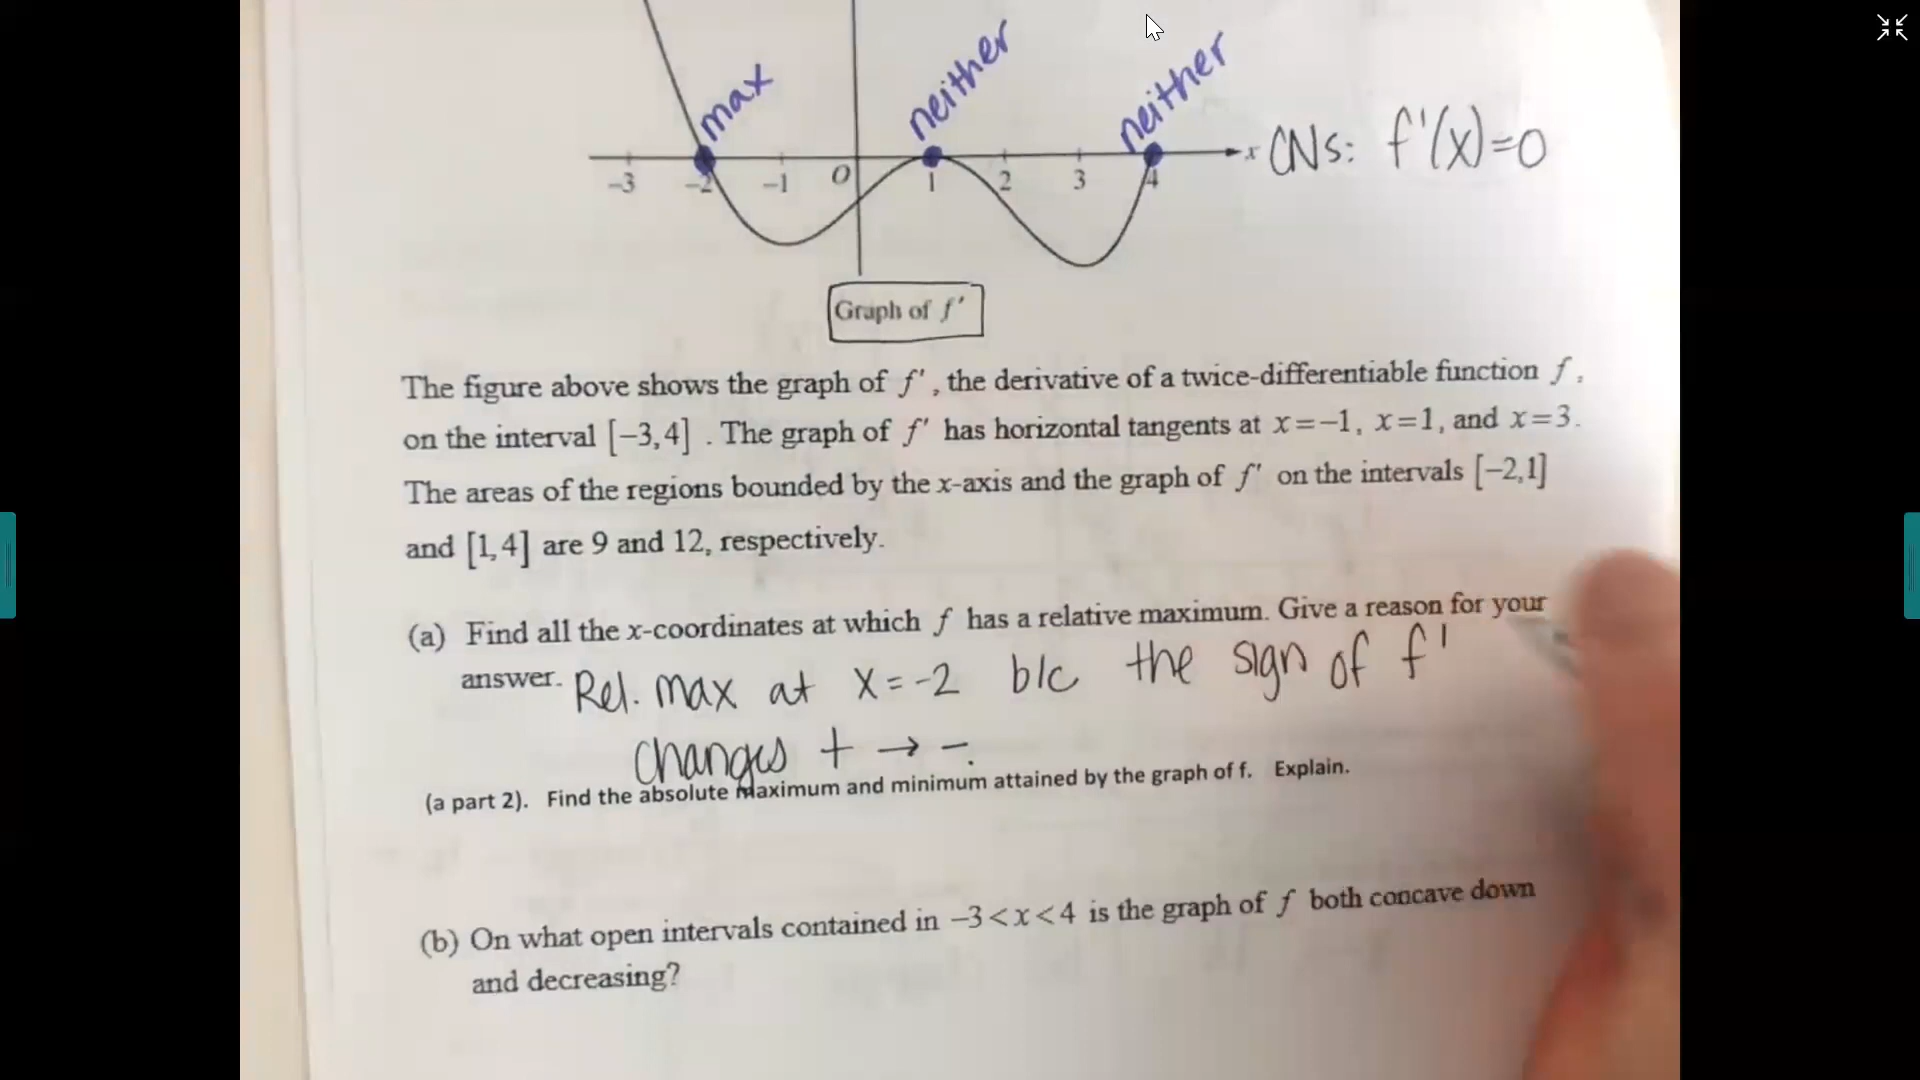 max
neither
neither
-3 -2 -1 O 1 2 3 4 x
CNs: f'(x)=0
Graph of f'
The figure above shows the graph of f', the derivative of a twice-differentiable function f,
on the interval [-3,4]. The graph of f' has horizontal tangents at x=-1, x=1, and x=3.
The areas of the regions bounded by the x-axis and the graph of f' on the intervals [-2,1]
and [1,4] are 9 and 12, respectively.
(a) Find all the x-coordinates at which f has a relative maximum. Give a reason for your
answer. Rel. max at x=-2 b/c the sign of f'
changes + → -.
(a part 2). Find the absolute maximum and minimum attained by the graph of f. Explain.
(b) On what open intervals contained in -3<x<4 is the graph of f both concave down
and decreasing?